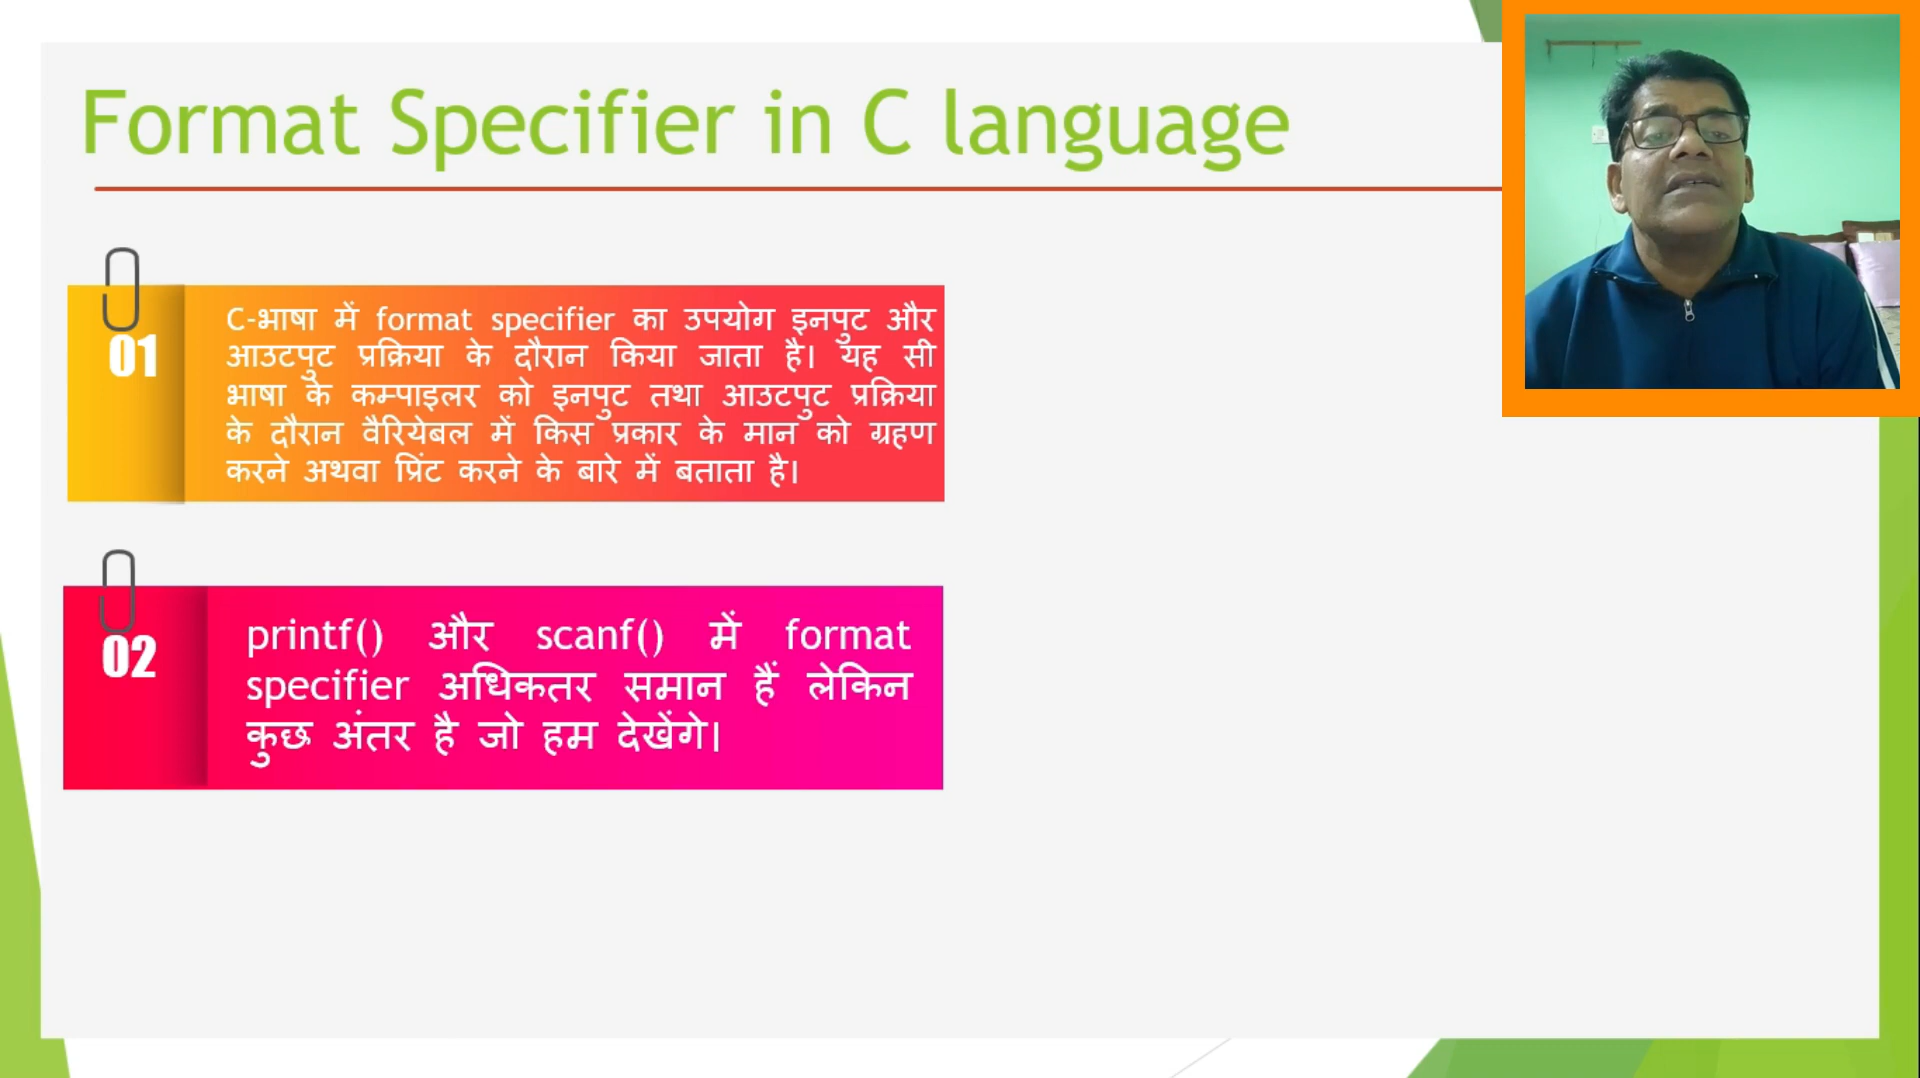 Format Specifier in C language
01
C-भाषा में format specifier का उपयोग इनपुट और
आउटपुट प्रक्रिया के दौरान किया जाता है। यह सी
भाषा के कम्पाइलर को इनपुट तथा आउटपुट प्रक्रिया
के दौरान वैरियेबल में किस प्रकार के मान को ग्रहण
करने अथवा प्रिंट करने के बारे में बताता है।
02
printf() और scanf() में format
specifier अधिकतर समान हैं लेकिन
कुछ अंतर है जो हम देखेंगे।